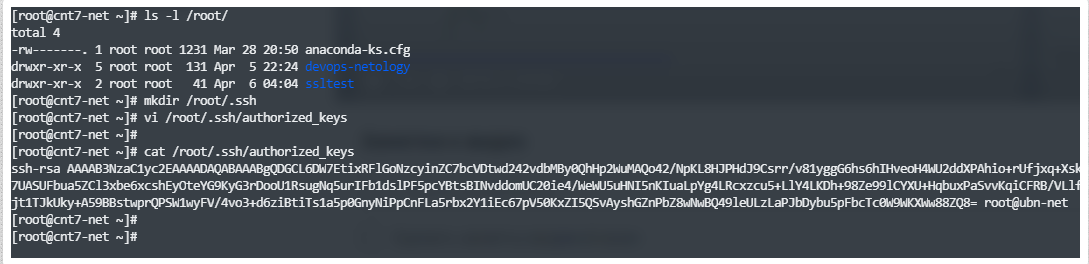 [root@cnt7-net ~]# ls -l /root/
total 4
-rw-------. 1 root root 1231 Mar 28 20:50 anaconda-ks.cfg
drwxr-xr-x  5 root root  131 Apr  5 22:24 devops-netology
drwxr-xr-x  2 root root   41 Apr  6 04:04 ssltest
[root@cnt7-net ~]# mkdir /root/.ssh
[root@cnt7-net ~]# vi /root/.ssh/authorized_keys
[root@cnt7-net ~]#
[root@cnt7-net ~]# cat /root/.ssh/authorized_keys
ssh-rsa AAAAB3NzaC1yc2EAAAADAQABAAABgQDGCL6DW7EtixRFlGoNzcyinZC7bcVDtwd242vdbMBy0QhHp2WuMAQo42/NpKL8HJPHdJ9Csrr/v81yggG6hs6hIHveoH4WU2ddXPAhio+rUfjxq+Xsk
7UASUFbua5ZCl3xbe6xcshEyOteYG9KyG3rDooU1RsugNq5urIFb1dslPF5pcYBtsBINvddomUC20ie4/WeWU5uHNI5nKIuaLpYg4LRcxzcu5+LlY4LKDh+98Ze99lCYXU+HqbuxPaSvvKqiCFRB/VLlf
jt1TJkUky+A59BBstwprQPSW1wyFV/4vo3+d6ziBtiTs1a5p0GnyNiPpCnFLa5rbx2Y1iEc67pV50KxZI5QSvAyshGZnPbZ8wNwBQ49leULzLaPJbDybu5pFbcTc0W9WKXWw88ZQ8= root@ubn-net
[root@cnt7-net ~]#
[root@cnt7-net ~]#